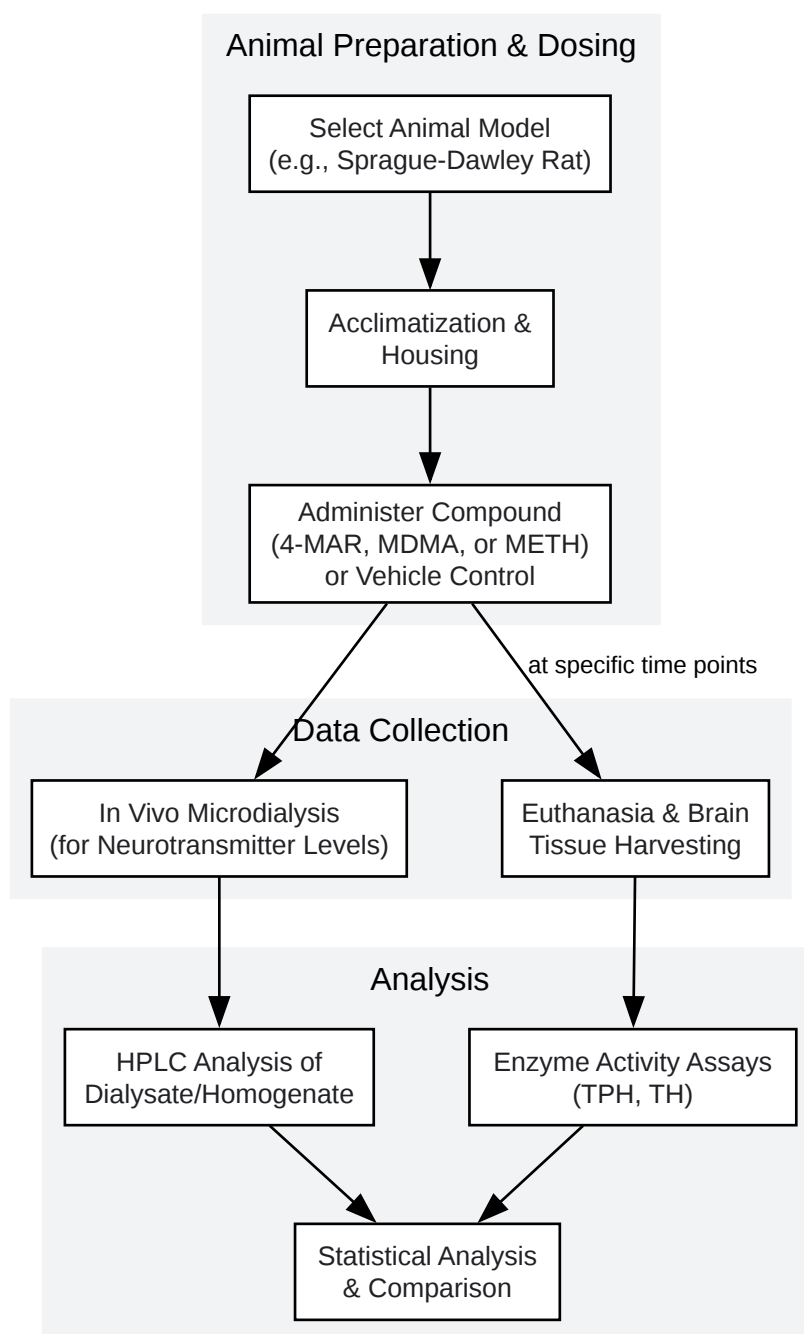 Animal Preparation & Dosing
Select Animal Model
(e.g., Sprague-Dawley Rat)
Acclimatization &
Housing
Administer Compound
(4-MAR, MDMA, or METH)
or Vehicle Control
at specific time points
Data Collection
In Vivo Microdialysis
(for Neurotransmitter Levels)
Euthanasia & Brain
Tissue Harvesting
Analysis
HPLC Analysis of
Dialysate/Homogenate
Enzyme Activity Assays
(TPH, TH)
Statistical Analysis
& Comparison